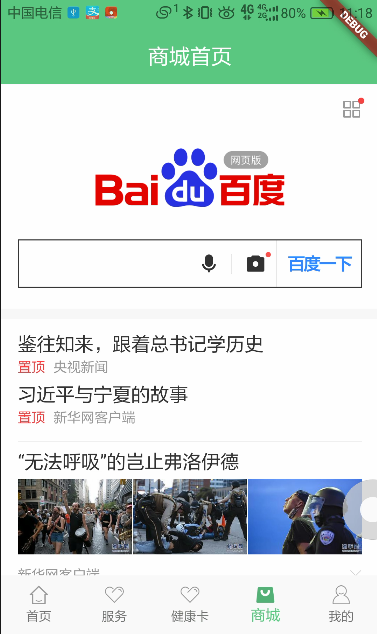 中国电信 1 4G 4G 2G 80% 11:18
DEBUG
商城首页
网页版
Bai du 百度
百度一下
鉴往知来，跟着总书记学历史
置顶 央视新闻
习近平与宁夏的故事
置顶 新华网客户端
“无法呼吸”的岂止弗洛伊德
新华网客户端
首页 服务 健康卡 商城 我的